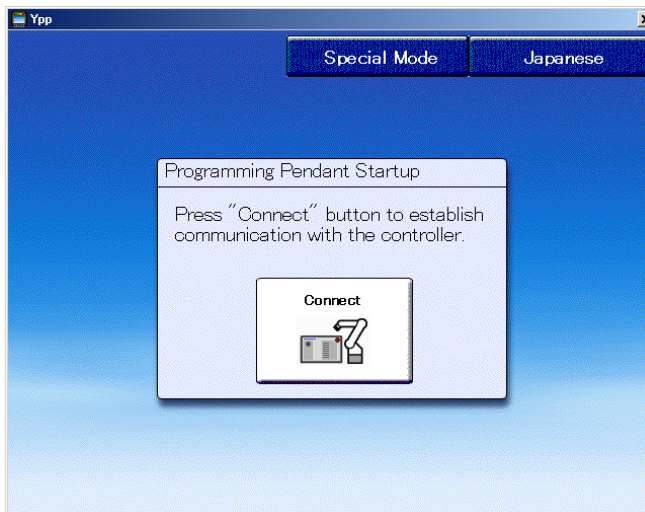 Ypp
Special Mode
Japanese
Programming Pendant Startup
Press "Connect" button to establish
communication with the controller.
Connect